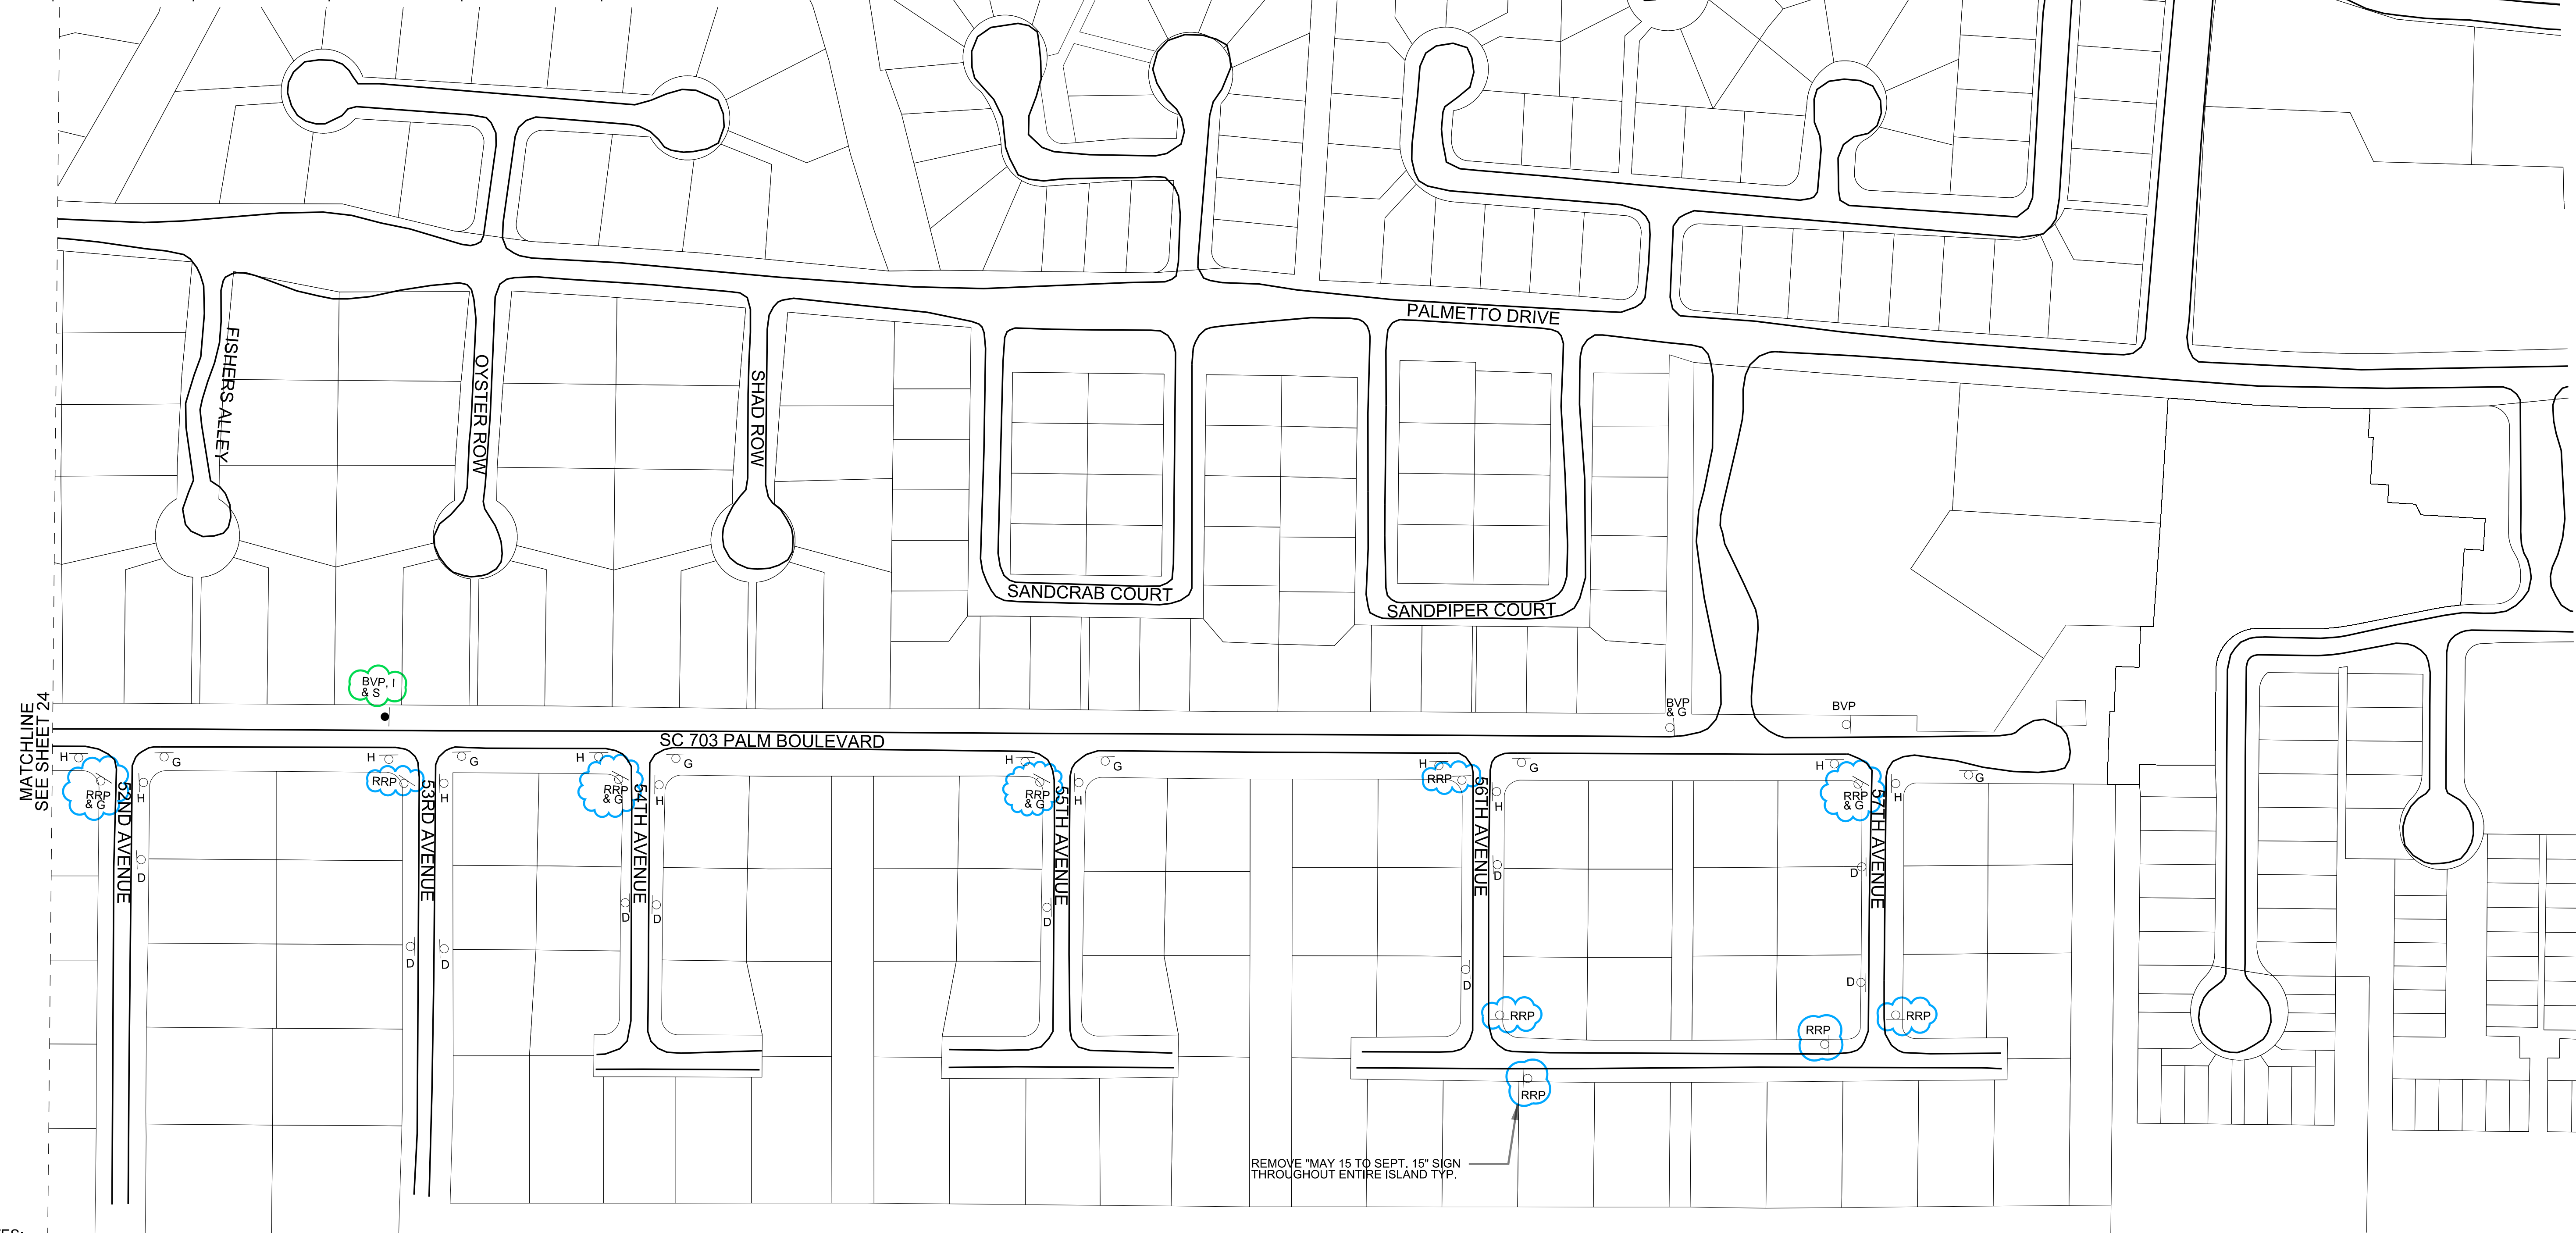 PALMETTO DRIVE
FISHERS ALLEY
OYSTER ROW
SHAD ROW
SANDCRAB COURT
SANDPIPER COURT
BVP, I
& S
BVP
& G
BVP
MATCHLINE
SEE SHEET 24
SC 703 PALM BOULEVARD
H
G
H
G
H
G
H
G
H
G
H
G
RRP
& G
H
RRP
H
RRP
& G
H
RRP
& G
H
RRP
H
RRP
& G
H
52ND AVENUE
53RD AVENUE
54TH AVENUE
55TH AVENUE
56TH AVENUE
57TH AVENUE
D
D
D
D
D
D
D
D
D
D
RRP
RRP
RRP
RRP
REMOVE "MAY 15 TO SEPT. 15" SIGN
THROUGHOUT ENTIRE ISLAND TYP.